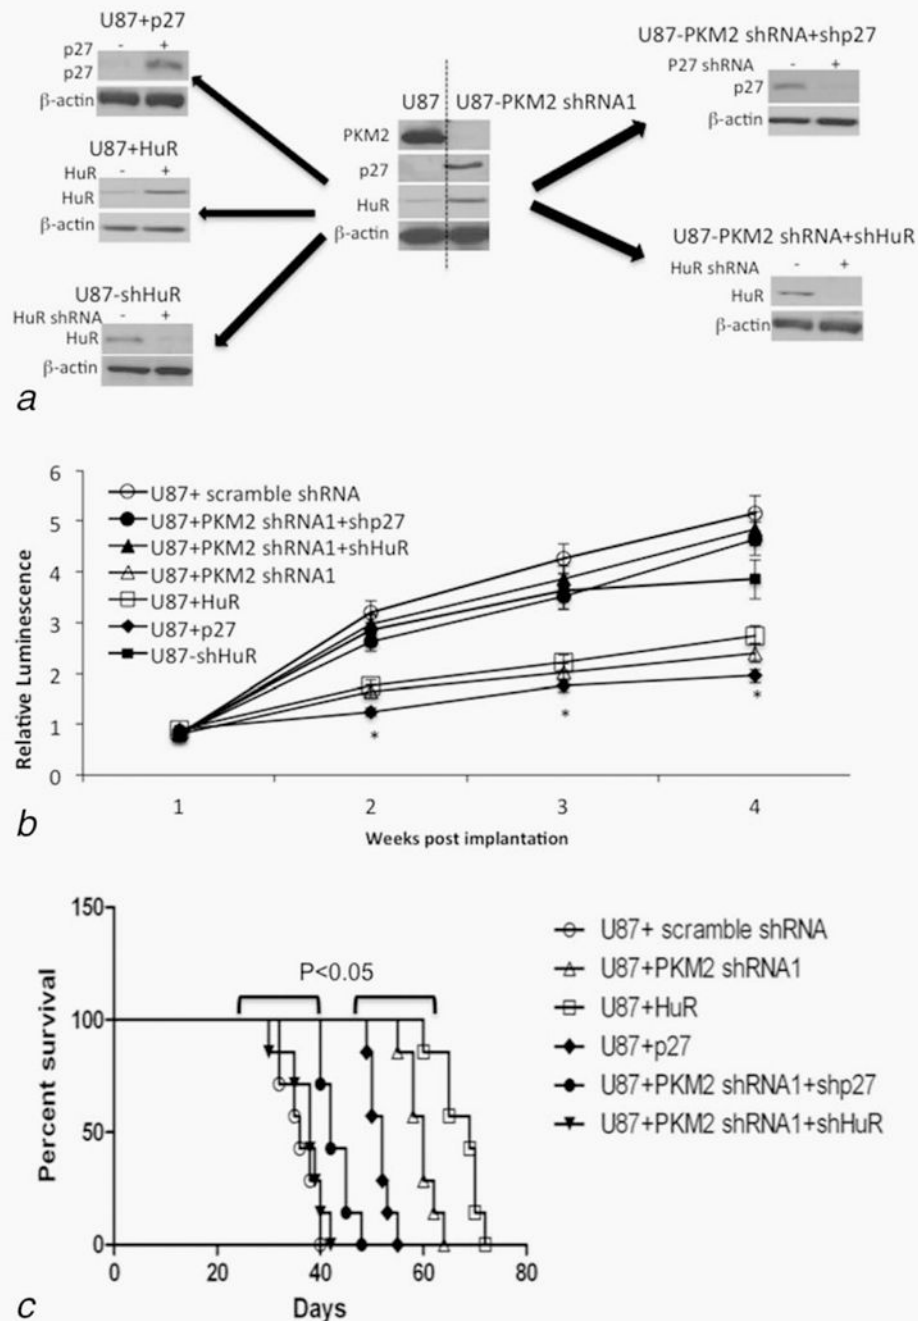 U87+p27
p27 - +
p27
β-actin
U87+HuR
HuR - +
HuR
β-actin
U87-shHuR
HuR shRNA - +
HuR
β-actin
U87 U87-PKM2 shRNA1
PKM2
p27
HuR
β-actin
U87-PKM2 shRNA+shp27
P27 shRNA - +
p27
β-actin
U87-PKM2 shRNA+shHuR
HuR shRNA - +
HuR
β-actin
a
6
5
4
3
2
1
0
Relative Luminescence
U87+ scramble shRNA
U87+PKM2 shRNA1+shp27
U87+PKM2 shRNA1+shHuR
U87+PKM2 shRNA1
U87+HuR
U87+p27
U87-shHuR
* * *
1 2 3 4
Weeks post implantation
b
150
100
50
0
Percent survival
P<0.05
U87+ scramble shRNA
U87+PKM2 shRNA1
U87+HuR
U87+p27
U87+PKM2 shRNA1+shp27
U87+PKM2 shRNA1+shHuR
0 20 40 60 80
Days
c